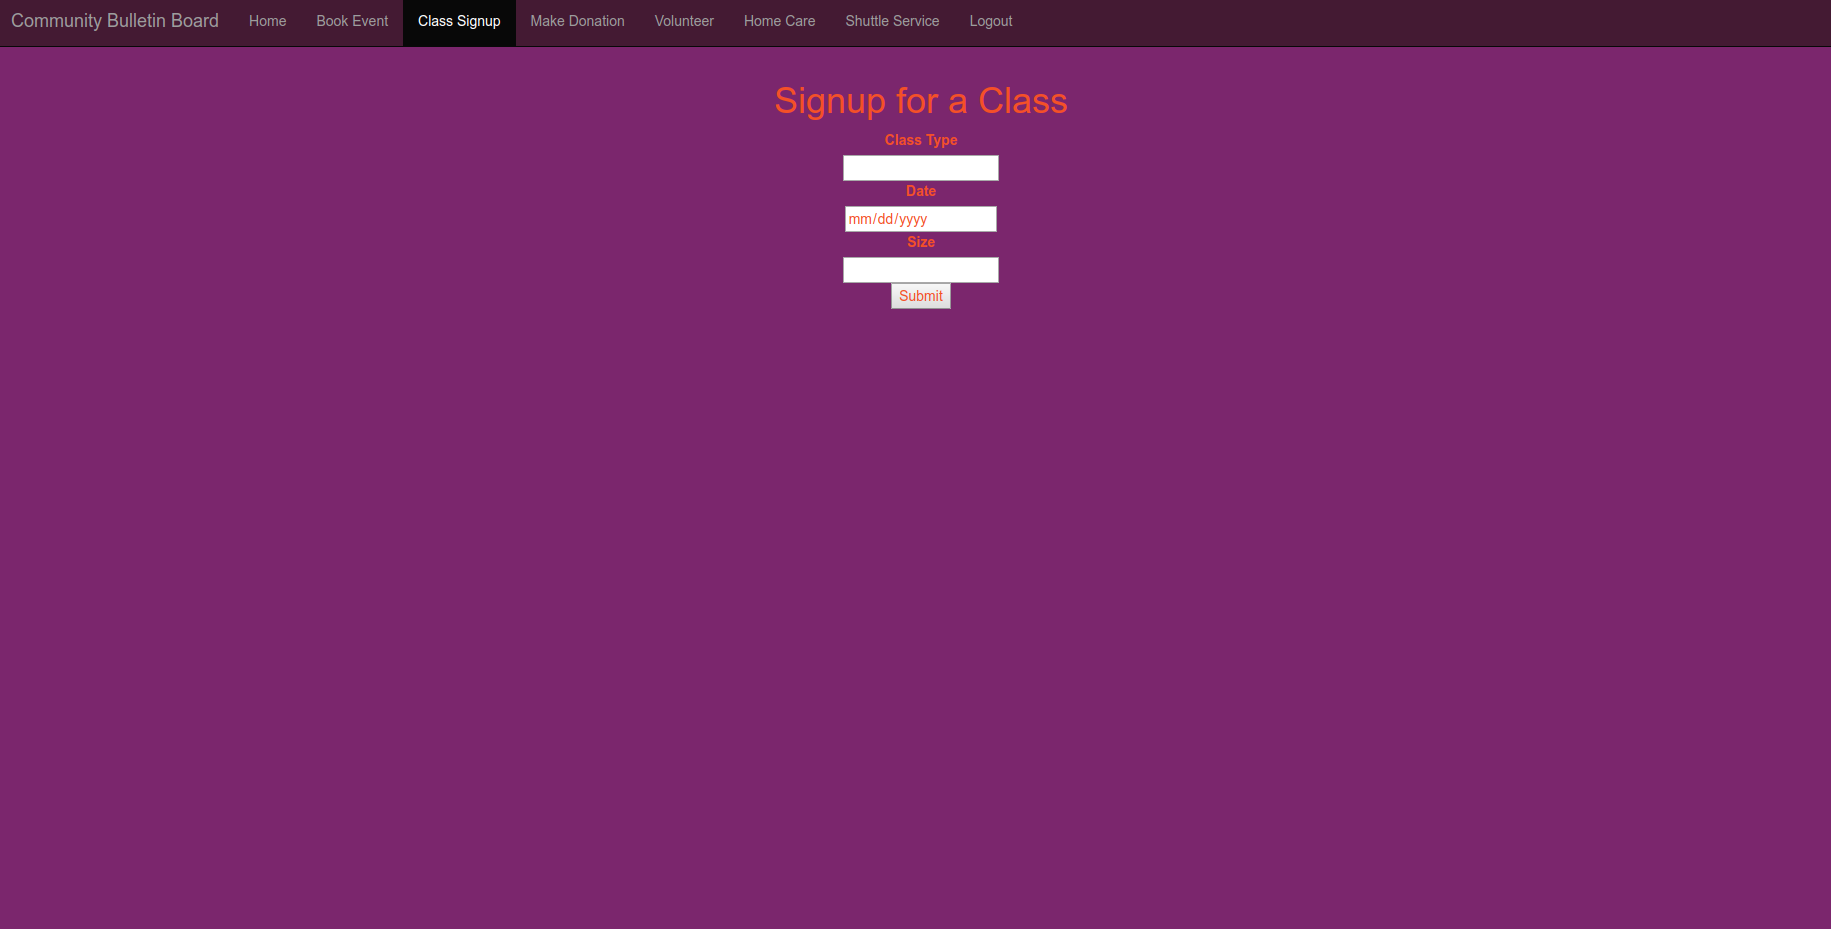 Community Bulletin Board Home Book Event Class Signup Make Donation Volunteer Home Care Shuttle Service Logout
Signup for a Class
Class Type
Date
mm/dd/yyyy
Size
Submit